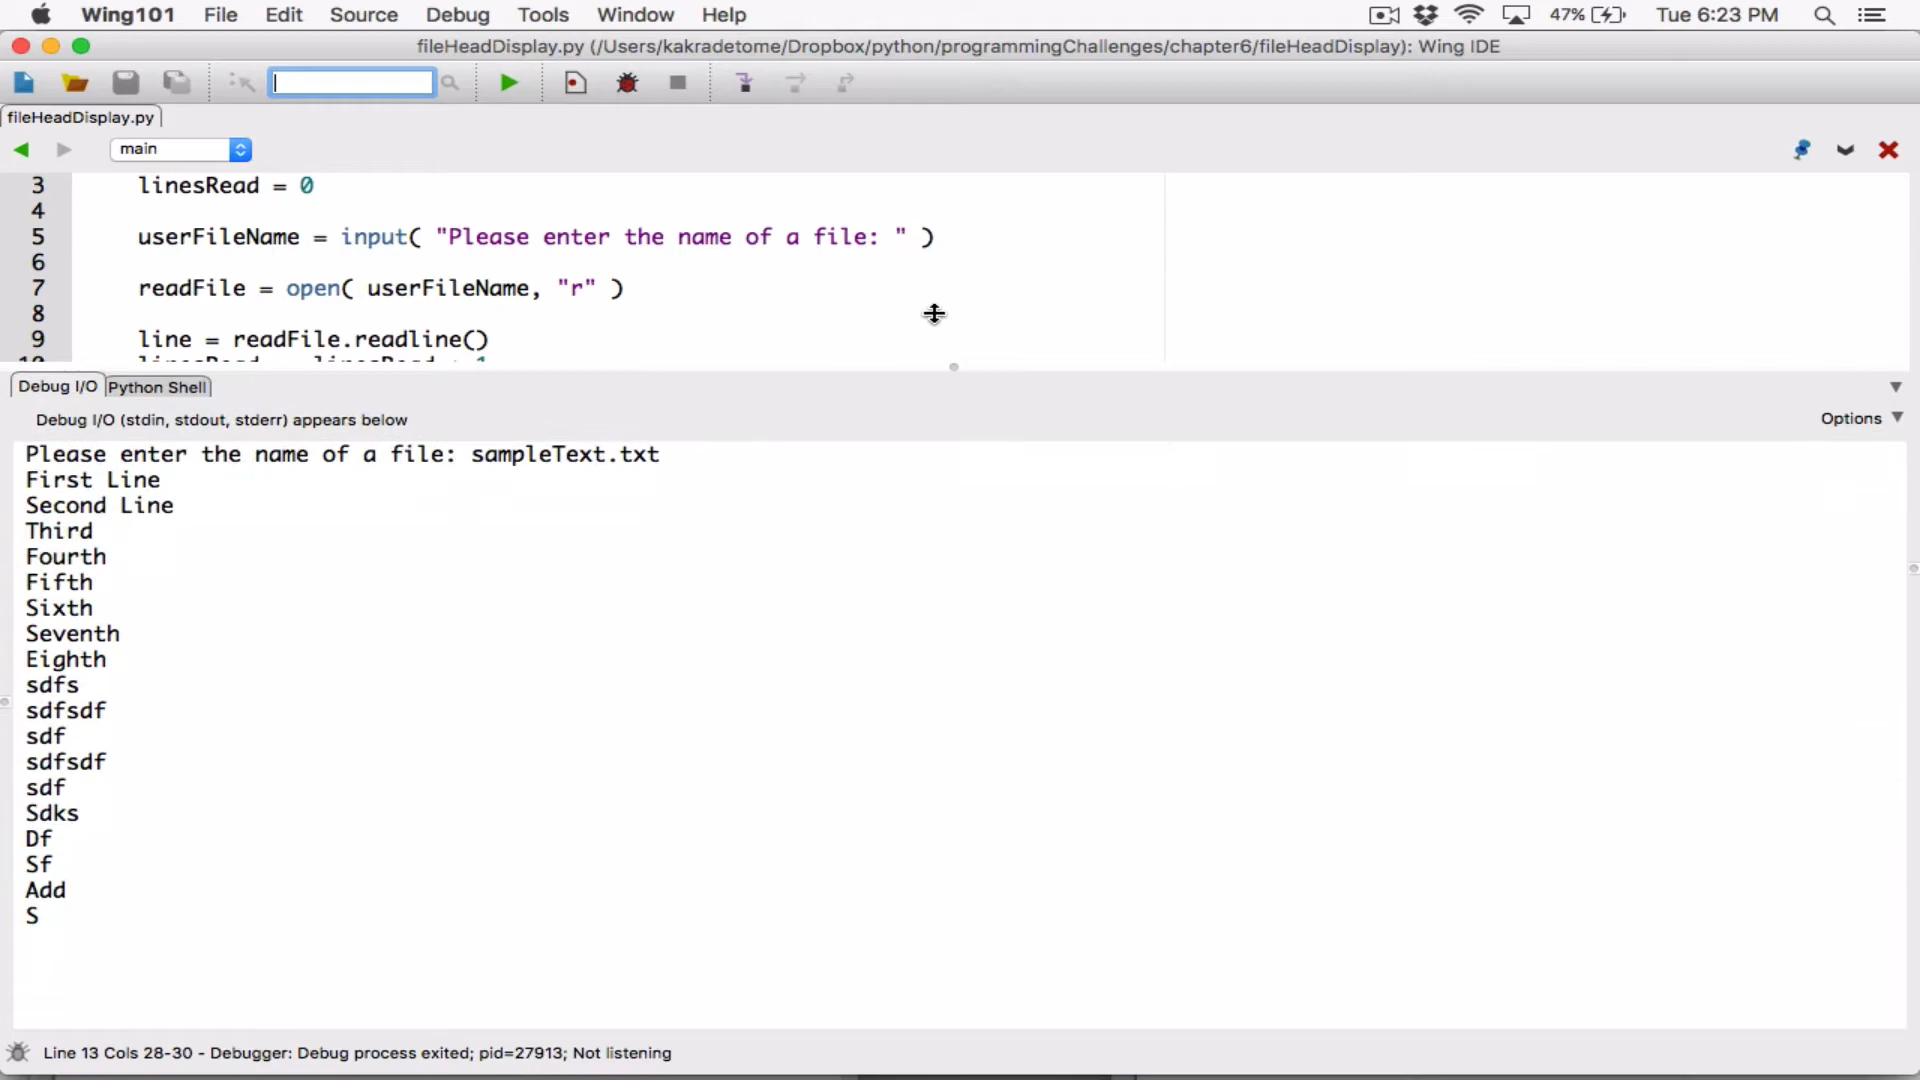 Wing101 File Edit Source Debug Tools Window Help 47% Tue 6:23 PM
fileHeadDisplay.py (/Users/kakradetome/Dropbox/python/programmingChallenges/chapter6/fileHeadDisplay): Wing IDE
fileHeadDisplay.py
main
3 linesRead = 0
4
5 userFileName = input( "Please enter the name of a file: " )
6
7 readFile = open( userFileName, "r" )
8
9 line = readFile.readline()
Debug I/O Python Shell
Debug I/O (stdin, stdout, stderr) appears below Options
Please enter the name of a file: sampleText.txt
First Line
Second Line
Third
Fourth
Fifth
Sixth
Seventh
Eighth
sdfs
sdfsdf
sdf
sdfsdf
sdf
Sdks
Df
Sf
Add
S
Line 13 Cols 28-30 - Debugger: Debug process exited; pid=27913; Not listening